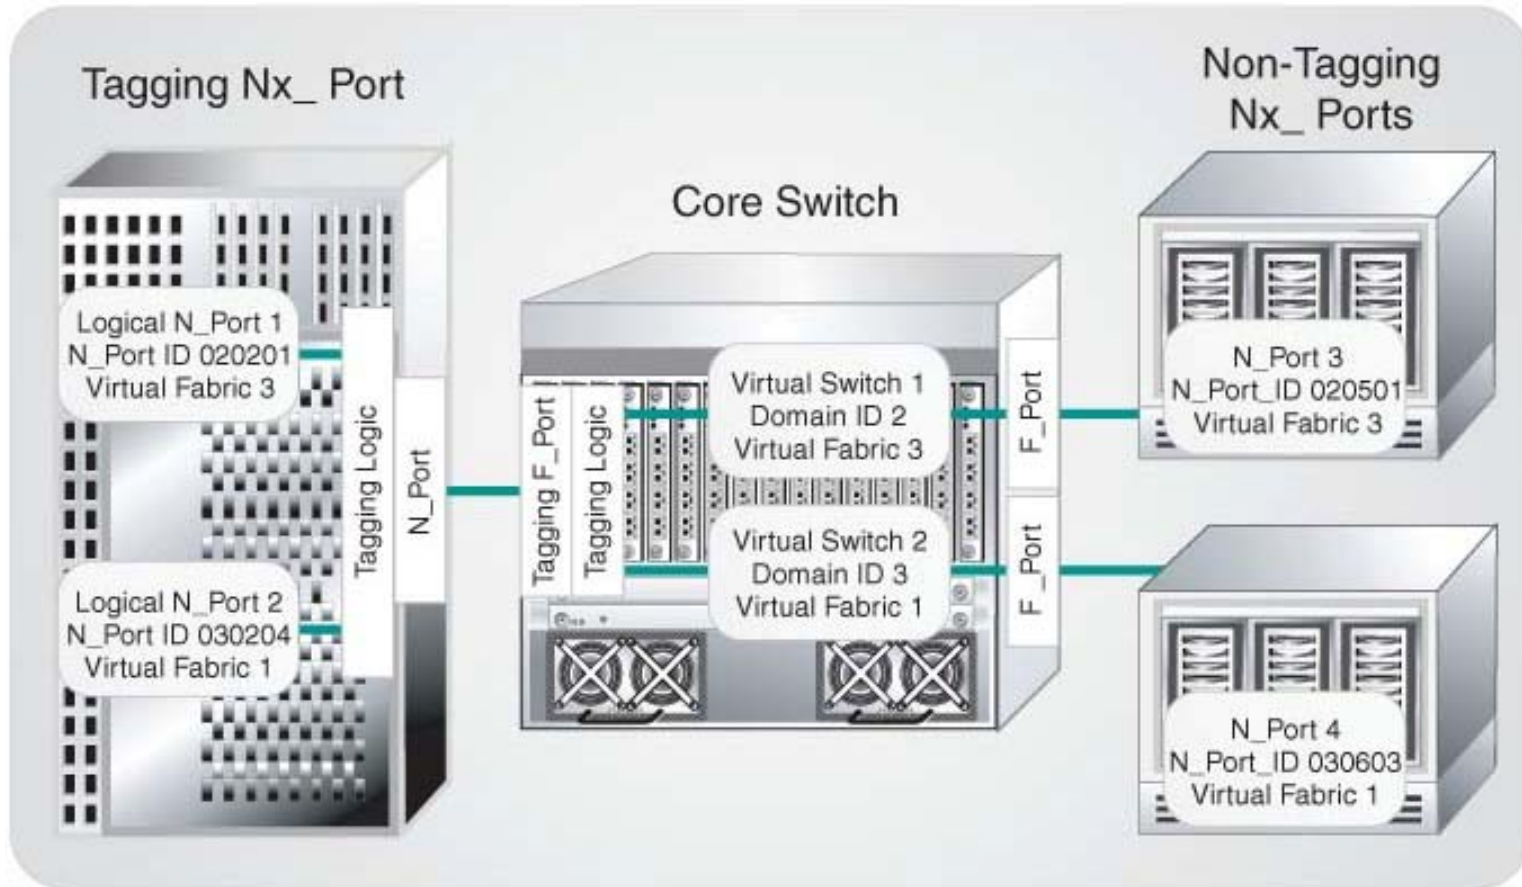 Tagging Nx_ Port
Logical N_Port 1
N_Port ID 020201
Virtual Fabric 3
Logical N_Port 2
N_Port ID 030204
Virtual Fabric 1
Tagging Logic
N_Port
Core Switch
Tagging F_Port
Tagging Logic
Virtual Switch 1
Domain ID 2
Virtual Fabric 3
Virtual Switch 2
Domain ID 3
Virtual Fabric 1
F_Port
F_Port
Non-Tagging
Nx_ Ports
N_Port 3
N_Port_ID 020501
Virtual Fabric 3
N_Port 4
N_Port_ID 030603
Virtual Fabric 1